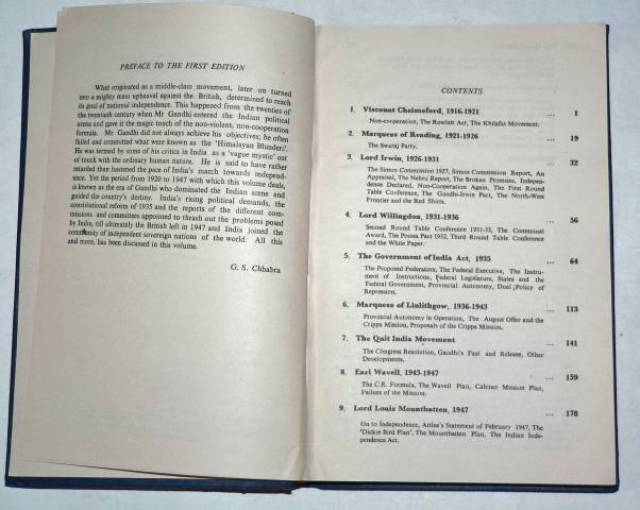 PREFACE TO THE FIRST EDITION
What originated as a middle-class movement, later on turned
into a mighty mass upheaval against the British, determined to reach
its goal of national independence. This happened from the twenties of
the twentieth century when Mr Gandhi entered the Indian political
arena and gave it the magic touch of the non-violent, non-cooperation
formula. Mr Gandhi did not always achieve his objectives; he often
failed and committed what were known as the 'Himalayan Blunders'.
He was termed by some of his critics in India as a 'vague mystic' out
of touch with the ordinary human nature. He is said to have rather
retarded than hastened the pace of India's march towards independ-
ence. Yet the period from 1920 to 1947 with which this volume deals,
is known as the era of Gandhi who dominated the Indian scene and
guided the country's destiny. India's rising political demands, the
constitutional reform of 1935 and the reports of the different com-
missions and committees appointed to thrash out the problems posed
by India, till ultimately the British left in 1947 and India joined the
community of independent sovereign nations of the world. All this
and more, has been discussed in this volume.
G. S. Chhabra
CONTENTS
1. Viscount Chelmsford, 1916-1921 ... 1
Non-cooperation, The Rowlatt Act, The Khilafat Movement.
2. Marquess of Reading, 1921-1926 ... 19
The Swaraj Party.
3. Lord Irwin, 1926-1931 ... 32
The Simon Commission 1927, Simon Commission Report, An
Appraisal, The Nehru Report, The Broken Promises, Indepen-
dence Declared, Non-Cooperation Again, The First Round
Table Conference, The Gandhi-Irwin Pact, The North-West
Frontier and the Red Shirts.
4. Lord Willingdon, 1931-1936 ... 56
Second Round Table Conference 1931-32, The Communal
Award, The Poona Pact 1932, Third Round Table Conference
and the White Paper.
5. The Government of India Act, 1935 ... 64
The Proposed Federation, The Federal Executive, The Instru-
ment of Instructions, Federal Legislature, States and the
Federal Government, Provincial Autonomy, Dual Policy of
Repression.
6. Marquess of Linlithgow, 1936-1943 ... 113
Provincial Autonomy in Operation, The August Offer and the
Cripps Mission, Proposals of the Cripps Mission.
7. The Quit India Movement ... 141
The Congress Resolution, Gandhi's Fast and Release, Other
Developments.
8. Earl Wavell, 1943-1947 ... 159
The C.R. Formula, The Wavell Plan, Cabinet Mission Plan,
Failure of the Mission.
9. Lord Louis Mountbatten, 1947 ... 178
On to Independence, Attlee's Statement of February 1947, The
'Dickie Bird Plan', The Mountbatten Plan, The Indian Inde-
pendence Act.